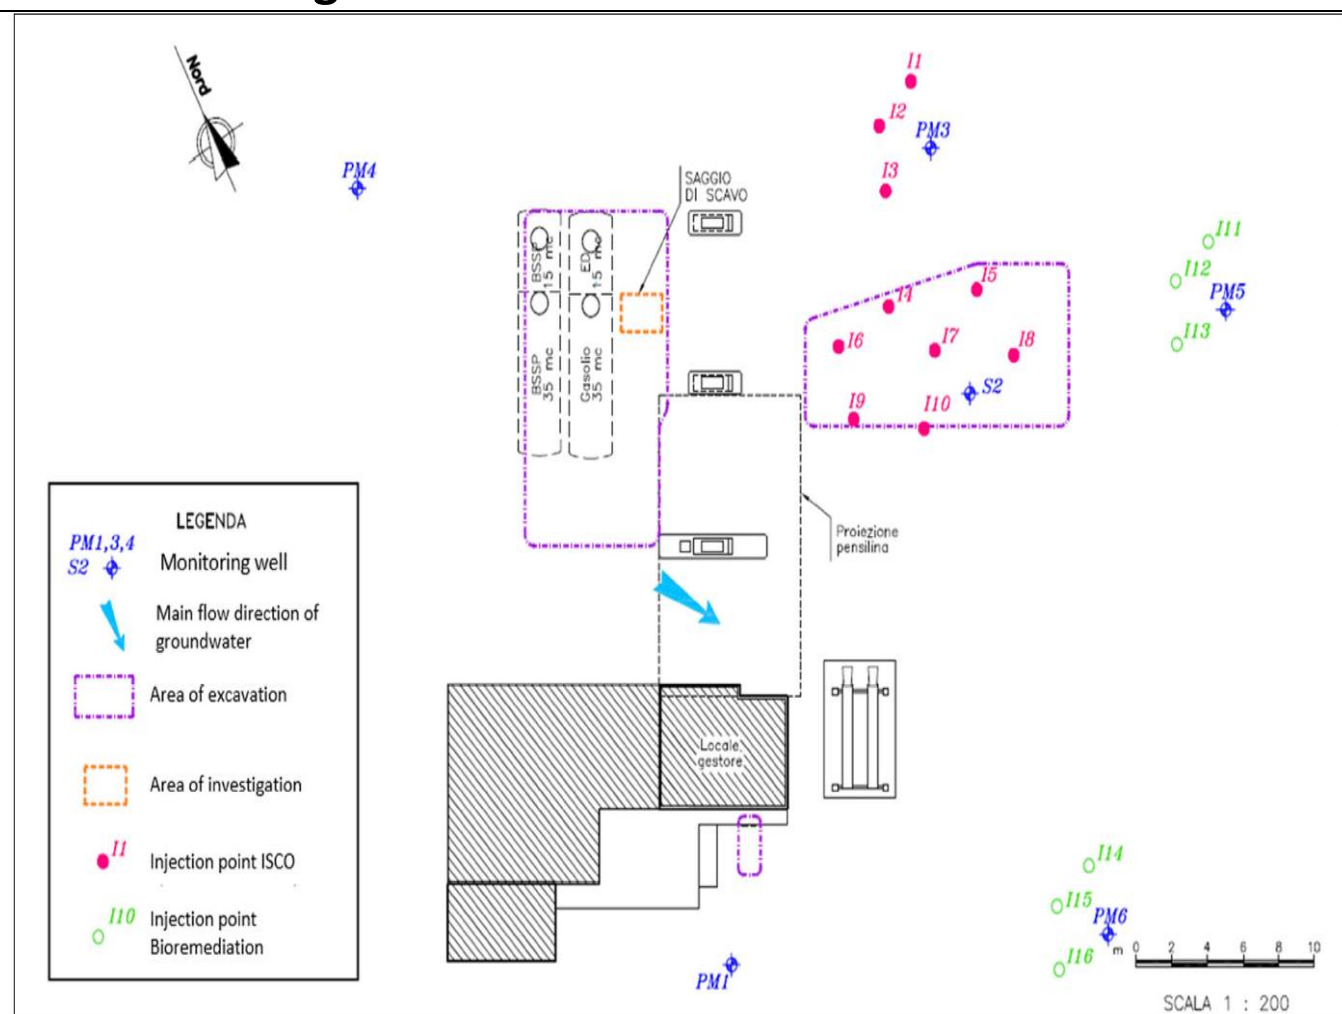 Nord
I1
I2
PM3
PM4
I3
SAGGIO
DI SCAVO
I11
I12
PM5
I13
BSSP
15 mc
ED
15 mc
BSSP
35 mc
Gasolio
35 mc
I5
I4
I6
I7
I8
S2
I9
I10
Proiezione
pensilina
LEGENDA
PM1,3,4
S2
Monitoring well
Main flow direction of
groundwater
Area of excavation
Area of investigation
I1
Injection point ISCO
I10
Injection point
Bioremediation
Locale
gestore
PM1
I14
I15
PM6
I16
m 0 2 4 6 8 10
SCALA 1 : 200